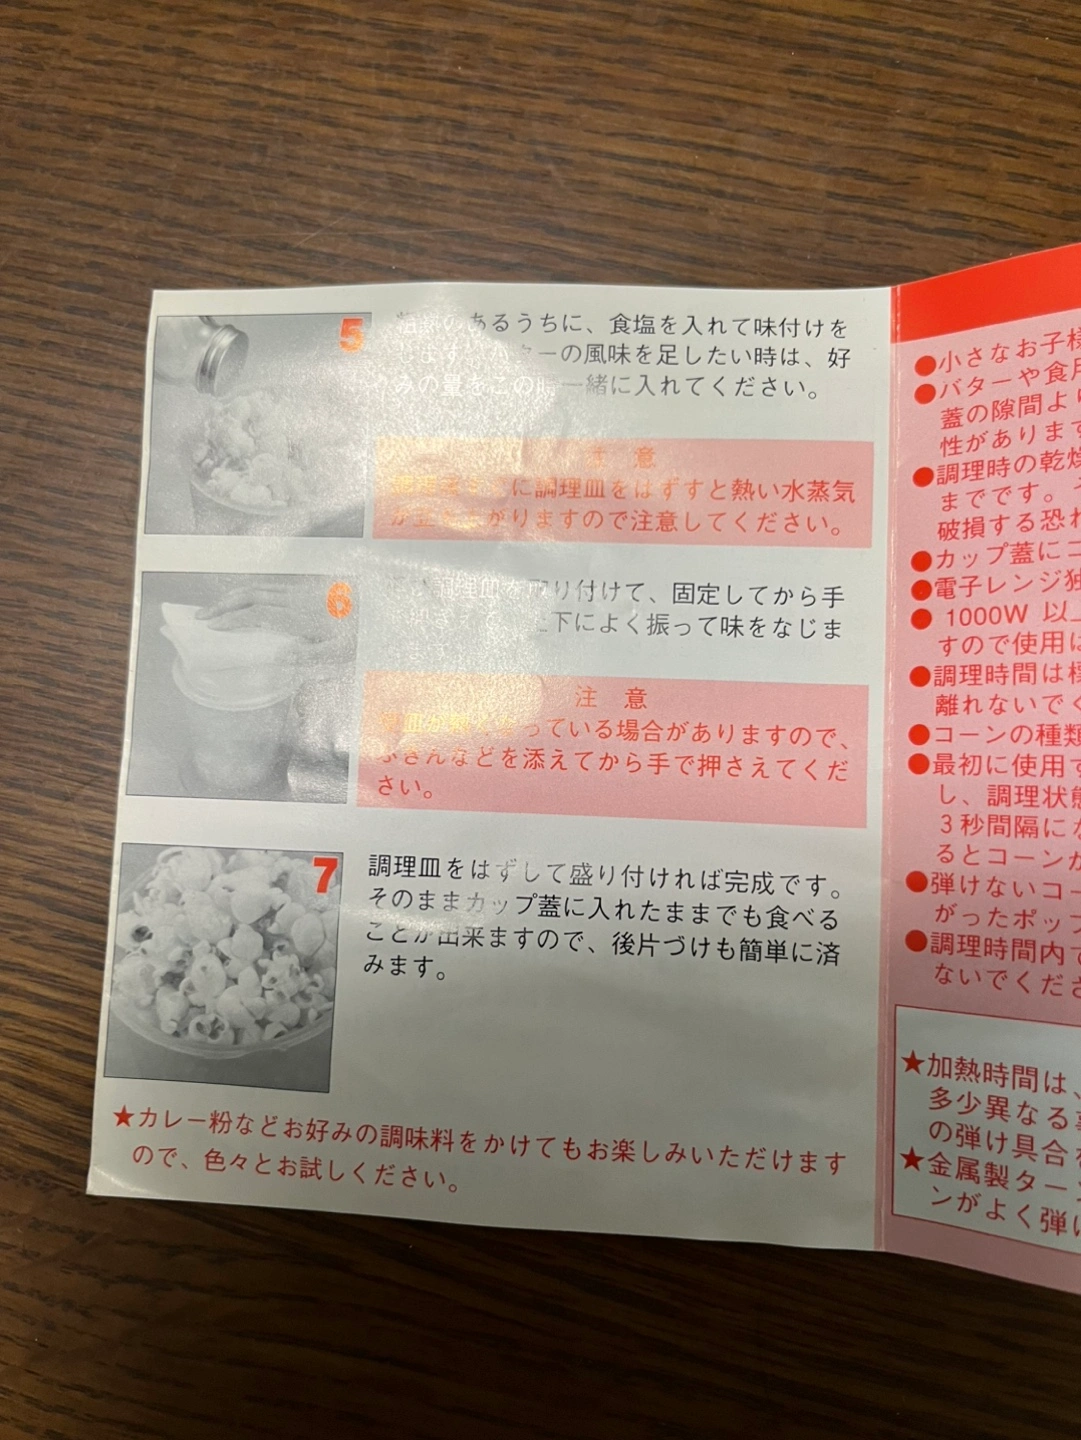 5
のあるうちに、食塩を入れて味付けを
ーの風味を足したい時は、好
みの量をこの時一緒に入れてください。
注 意
に調理皿をはずすと熱い水蒸気
がりますので注意してください。
6
調理皿を取り付けて、固定してから手
下によく振って味をなじま
注 意
っている場合がありますので、
ふきんなどを添えてから手で押さえてくだ
さい。
7
調理皿をはずして盛り付ければ完成です。
そのままカップ蓋に入れたままでも食べる
ことが出来ますので、後片づけも簡単に済
みます。
★カレー粉などお好みの調味料をかけてもお楽しみいただけます
ので、色々とお試しください。
●小さなお子様
●バターや食用
蓋の隙間より
性があります
●調理時の乾燥
までです。
破損する恐れ
●カップ蓋に
●電子レンジ独
●1000W 以上
すので使用は
●調理時間は
離れないでく
●コーンの種類
●最初に使用
し、調理状態
3秒間隔に
るとコーンが
●弾けないコー
がったポップ
●調理時間内で
ないでくださ
★加熱時間は、
多少異なる
の弾け具合
★金属製ター
ンがよく弾け